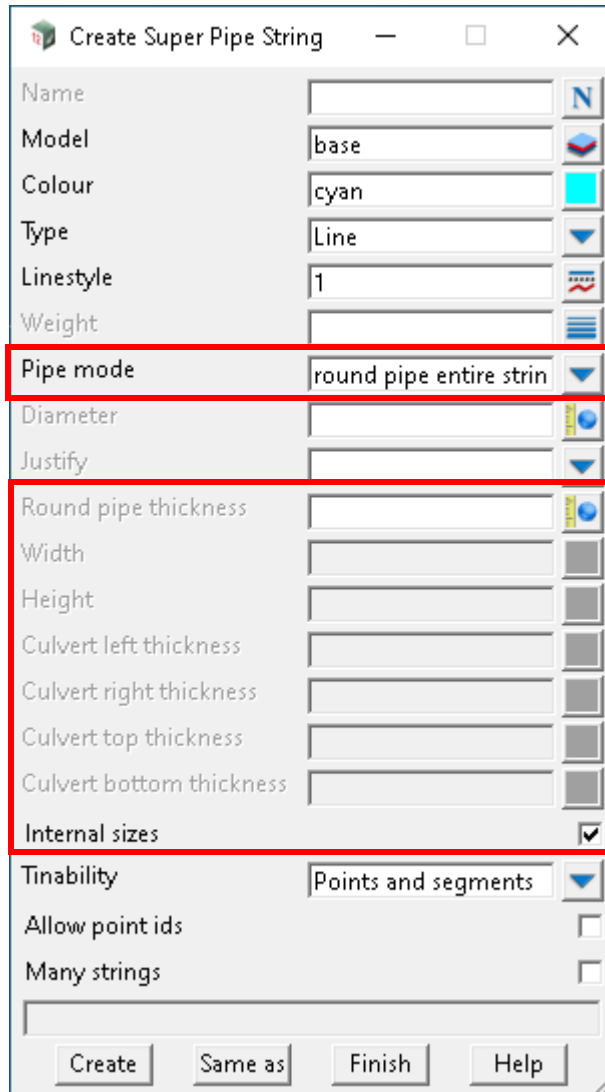 Create Super Pipe String
Name
Model base
Colour cyan
Type Line
Linestyle 1
Weight
Pipe mode round pipe entire strin
Diameter
Justify
Round pipe thickness
Width
Height
Culvert left thickness
Culvert right thickness
Culvert top thickness
Culvert bottom thickness
Internal sizes
Tinability Points and segments
Allow point ids
Many strings
Create Same as Finish Help